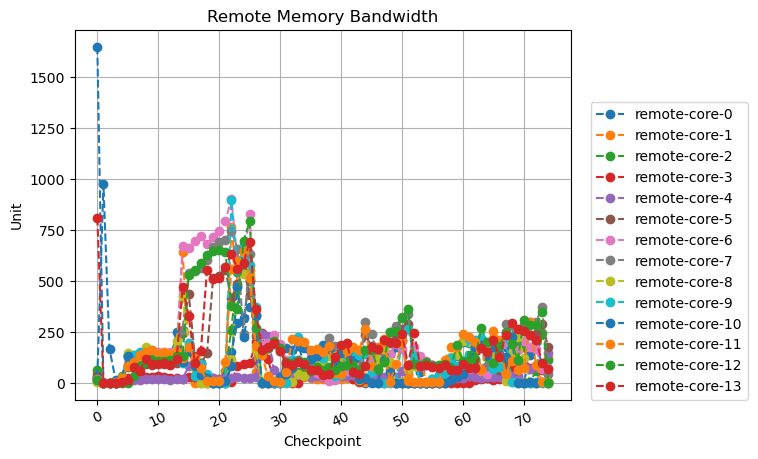 Remote Memory Bandwidth
Unit
1500
1250
1000
750
500
250
0
0 10 20 30 40 50 60 70
Checkpoint
remote-core-0
remote-core-1
remote-core-2
remote-core-3
remote-core-4
remote-core-5
remote-core-6
remote-core-7
remote-core-8
remote-core-9
remote-core-10
remote-core-11
remote-core-12
remote-core-13